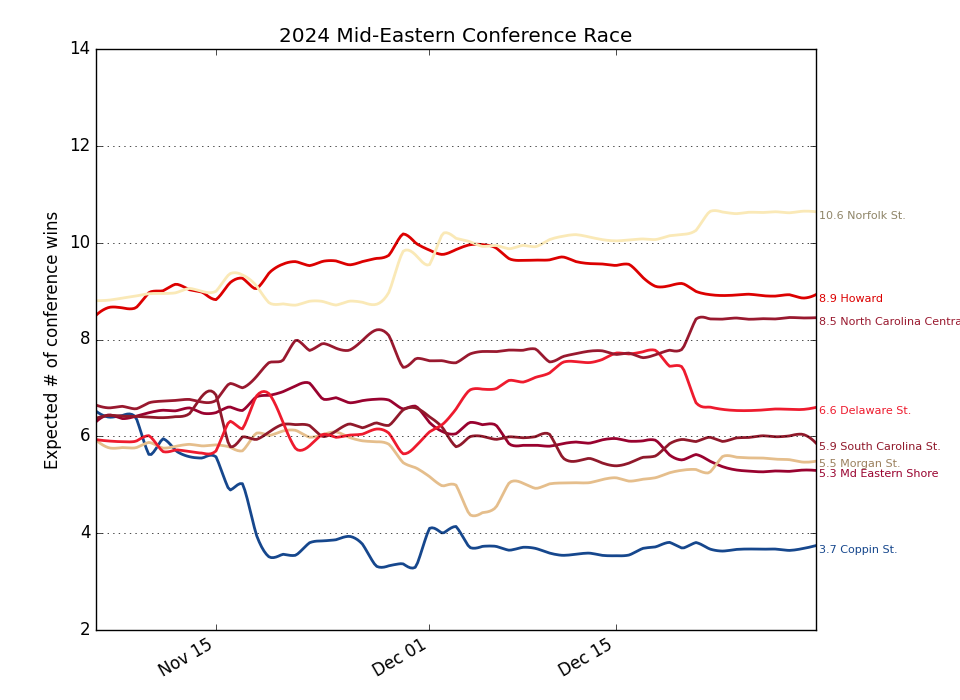 2024 Mid-Eastern Conference Race
Expected # of conference wins
14
12
10
8
6
4
2
Nov 15
Dec 01
Dec 15
10.6 Norfolk St.
8.9 Howard
8.5 North Carolina Centra
6.6 Delaware St.
5.9 South Carolina St.
5.5 Morgan St.
5.3 Md Eastern Shore
3.7 Coppin St.